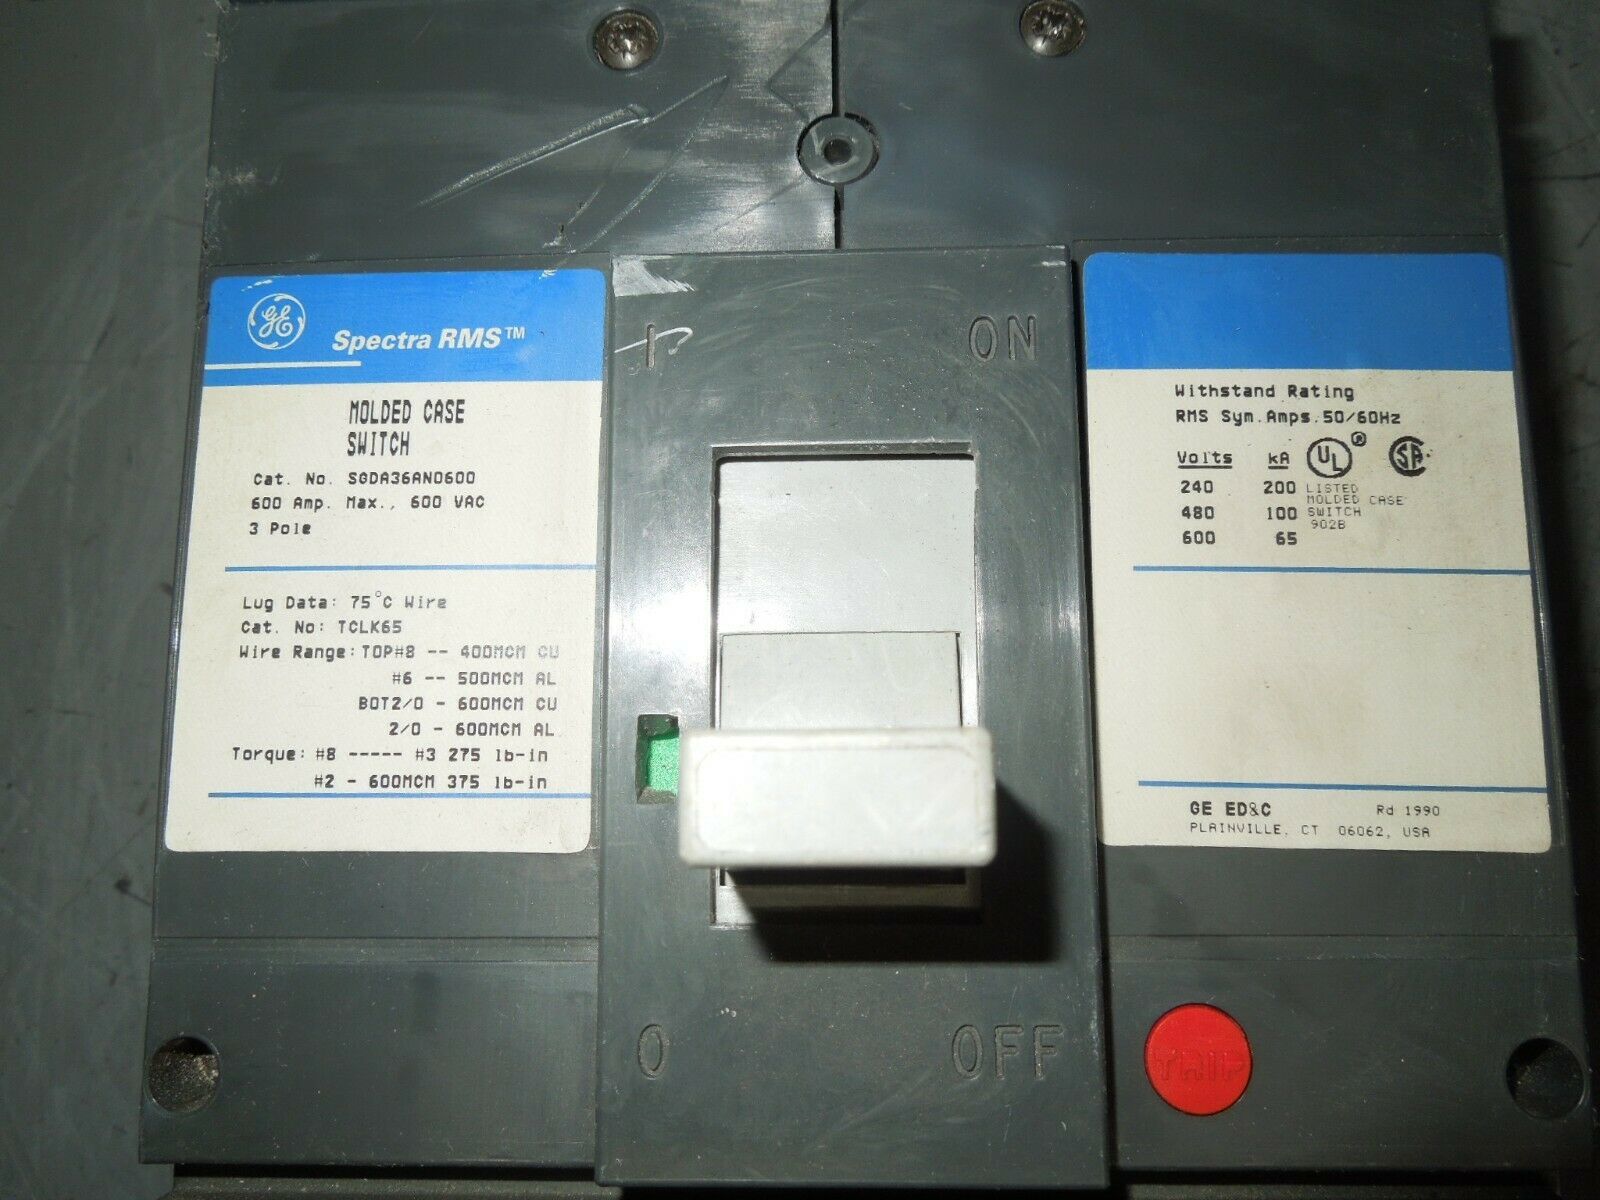 GE
Spectra RMS™
MOLDED CASE
SWITCH
Cat. No. SGDA36AN0600
600 Amp. Max., 600 VAC
3 Pole
Lug Data: 75°C Wire
Cat. No: TCLK65
Wire Range: TOP#8 -- 400MCM CU
#6 -- 500MCM AL
BOT2/0 - 600MCM CU
2/0 - 600MCM AL
Torque: #8 ----- #3 275 lb-in
#2 - 600MCM 375 lb-in
I ON
O OFF
Withstand Rating
RMS Sym. Amps. 50/60Hz
Volts kA
240 200
480 100
600 65
UL ®
SA
LISTED
MOLDED CASE
SWITCH
902B
GE ED&C Rd 1990
PLAINVILLE, CT 06062, USA
TRIP